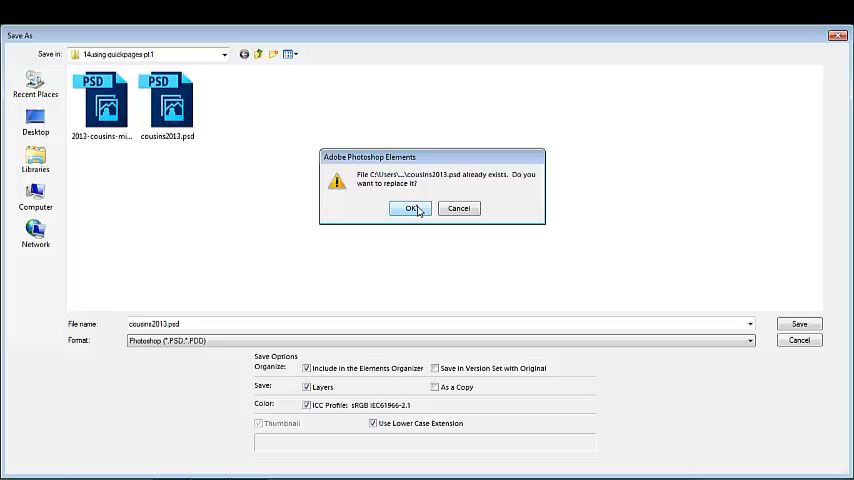 Save As
Save in:
14using-quickpages-pt1
Recent Places
Desktop
Libraries
Computer
Network
PSD
PSD
2013-cousins-mi...
cousins2013.psd
Adobe Photoshop Elements
File C:\Users\...\cousins2013.psd already exists. Do you
want to replace it?
OK
Cancel
File name:
cousins2013.psd
Save
Format:
Photoshop (*.PSD,*.PDD)
Cancel
Save Options
Organize:
Include in the Elements Organizer
Save in Version Set with Original
Save:
Layers
As a Copy
Color:
ICC Profile: sRGB IEC61966-2.1
Thumbnail
Use Lower Case Extension